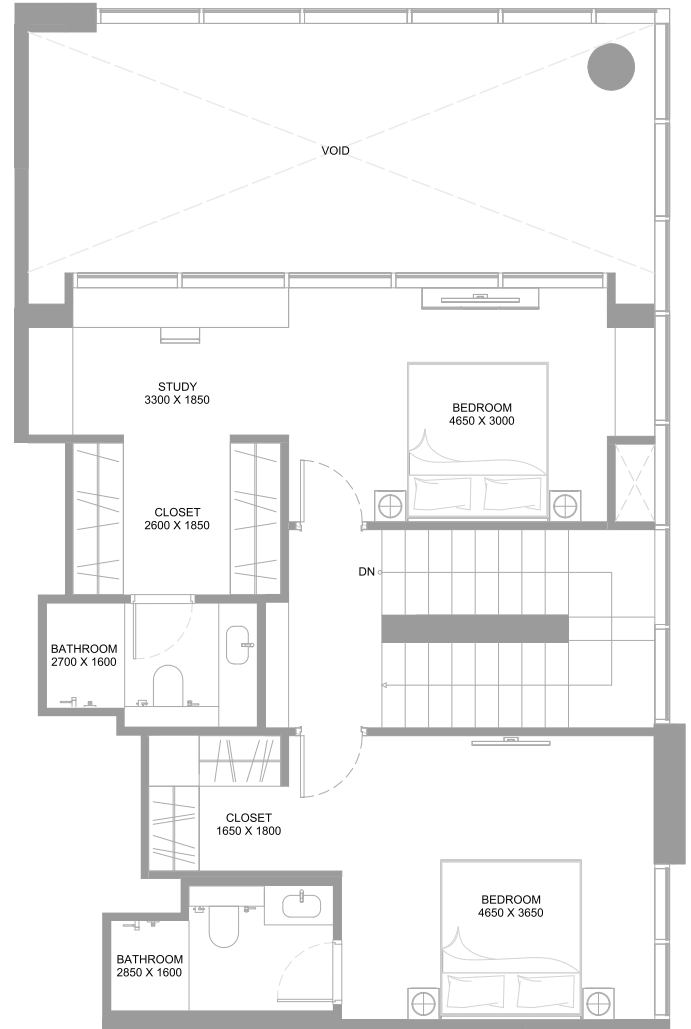 VOID
STUDY
3300 X 1850
BEDROOM
4650 X 3000
CLOSET
2600 X 1850
DN
BATHROOM
2700 X 1600
CLOSET
1650 X 1800
BEDROOM
4650 X 3650
BATHROOM
2850 X 1600